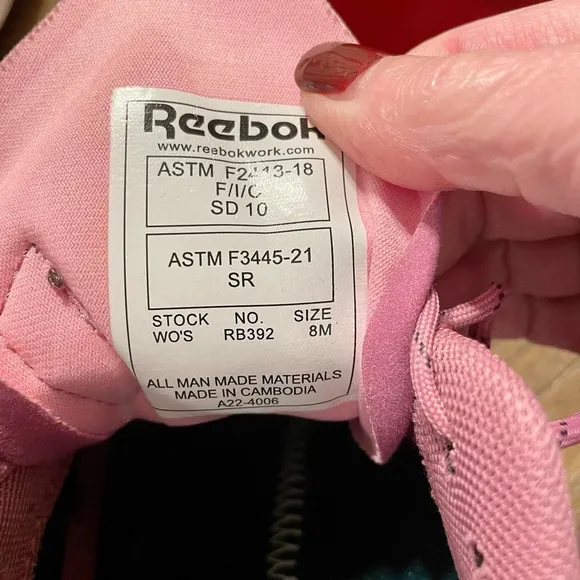 Reebok
www.reebokwork.com
ASTM F2413-18
F/I/C
SD 10
ASTM F3445-21
SR
STOCK NO. SIZE
WO'S RB392 8M
ALL MAN MADE MATERIALS
MADE IN CAMBODIA
A22-4006